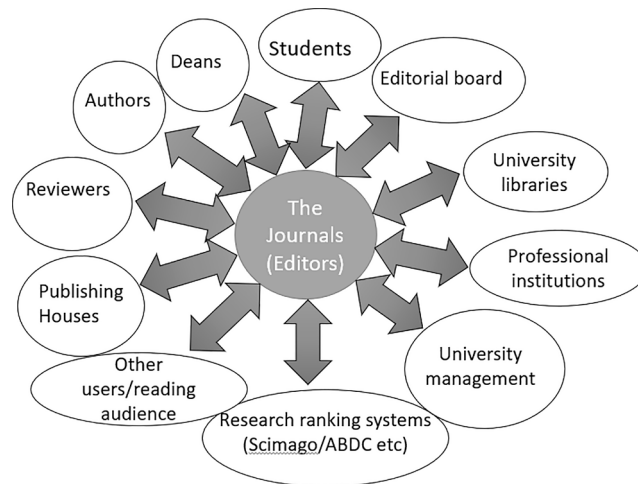 Students
Deans
Editorial board
Authors
University
libraries
Reviewers
The
Journals
(Editors)
Professional
institutions
Publishing
Houses
University
management
Other
users/reading
audience
Research ranking systems
(Scimago/ABDC etc)